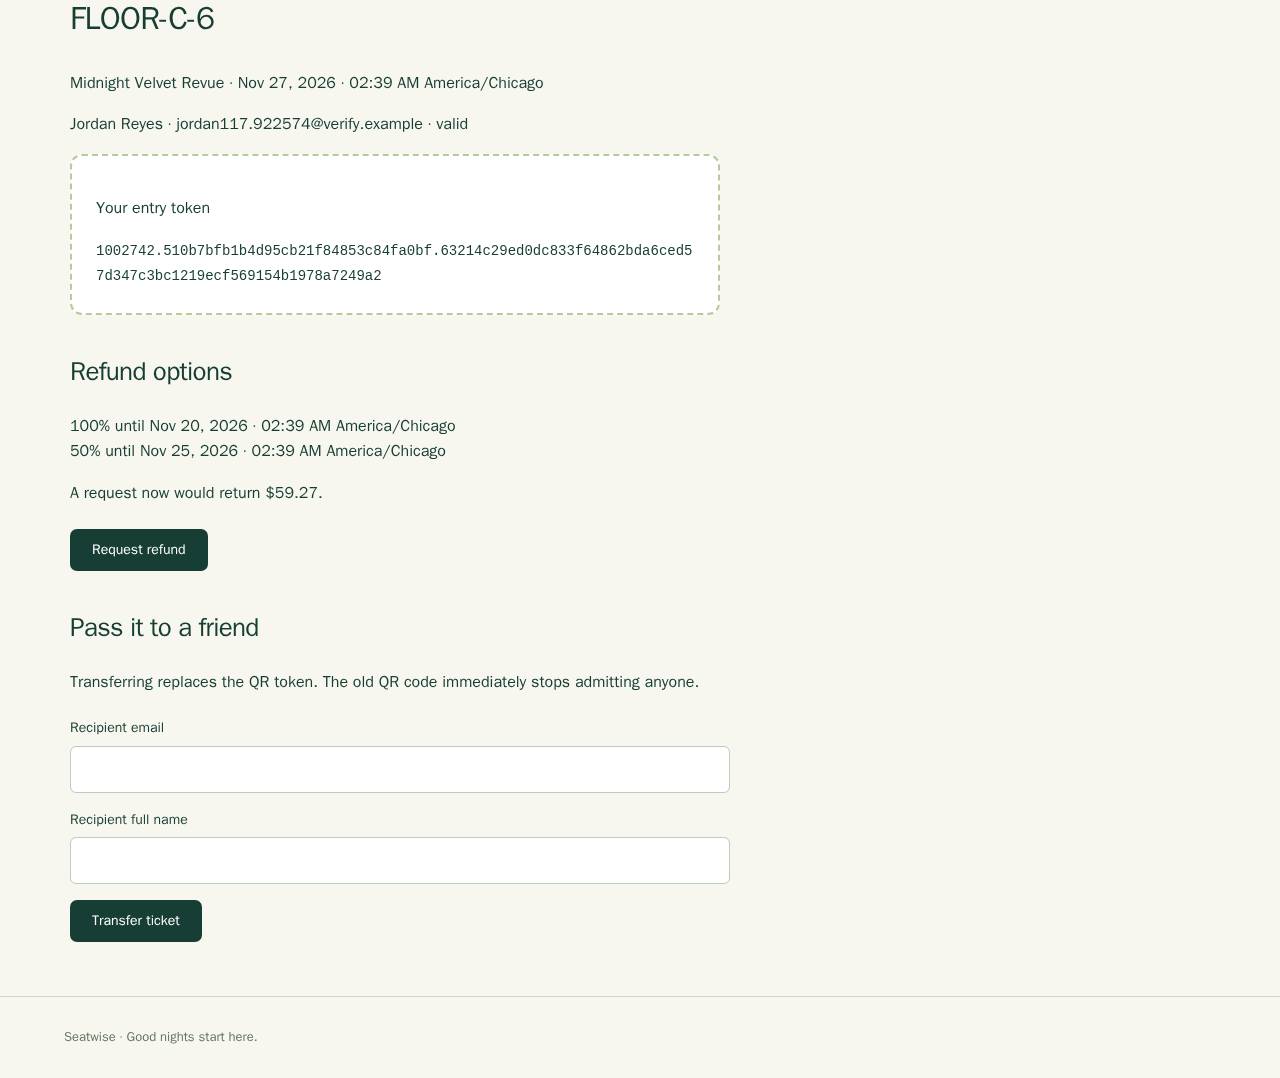 FLOOR-C-6
Midnight Velvet Revue · Nov 27, 2026 · 02:39 AM America/Chicago
Jordan Reyes · jordan117.922574@verify.example · valid
Your entry token
1002742.510b7bfb1b4d95cb21f84853c84fa0bf.63214c29ed0dc833f64862bda6ced5
7d347c3bc1219ecf569154b1978a7249a2
Refund options
100% until Nov 20, 2026 · 02:39 AM America/Chicago
50% until Nov 25, 2026 · 02:39 AM America/Chicago
A request now would return $59.27.
Request refund
Pass it to a friend
Transferring replaces the QR token. The old QR code immediately stops admitting anyone.
Recipient email
Recipient full name
Transfer ticket
Seatwise · Good nights start here.